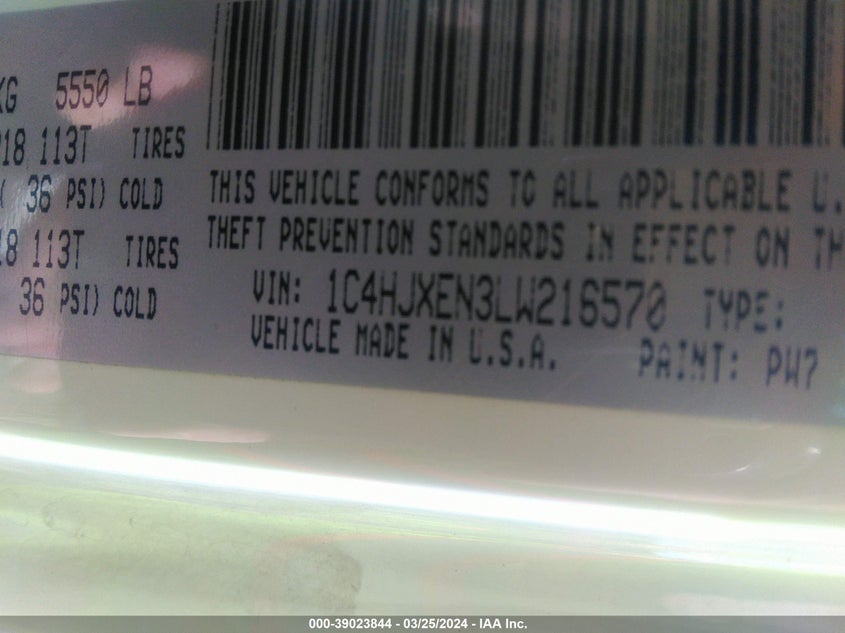 KG 5550 LB
R18 113T TIRES
( 36 PSI) COLD
18 113T TIRES
36 PSI) COLD
THIS VEHICLE CONFORMS TO ALL APPLICABLE U.
THEFT PREVENTION STANDARDS IN EFFECT ON TH
VIN: 1C4HJXEN3LW216570 TYPE:
VEHICLE MADE IN U.S.A. PAINT: PW7
000-39023844 - 03/25/2024 - IAA Inc.